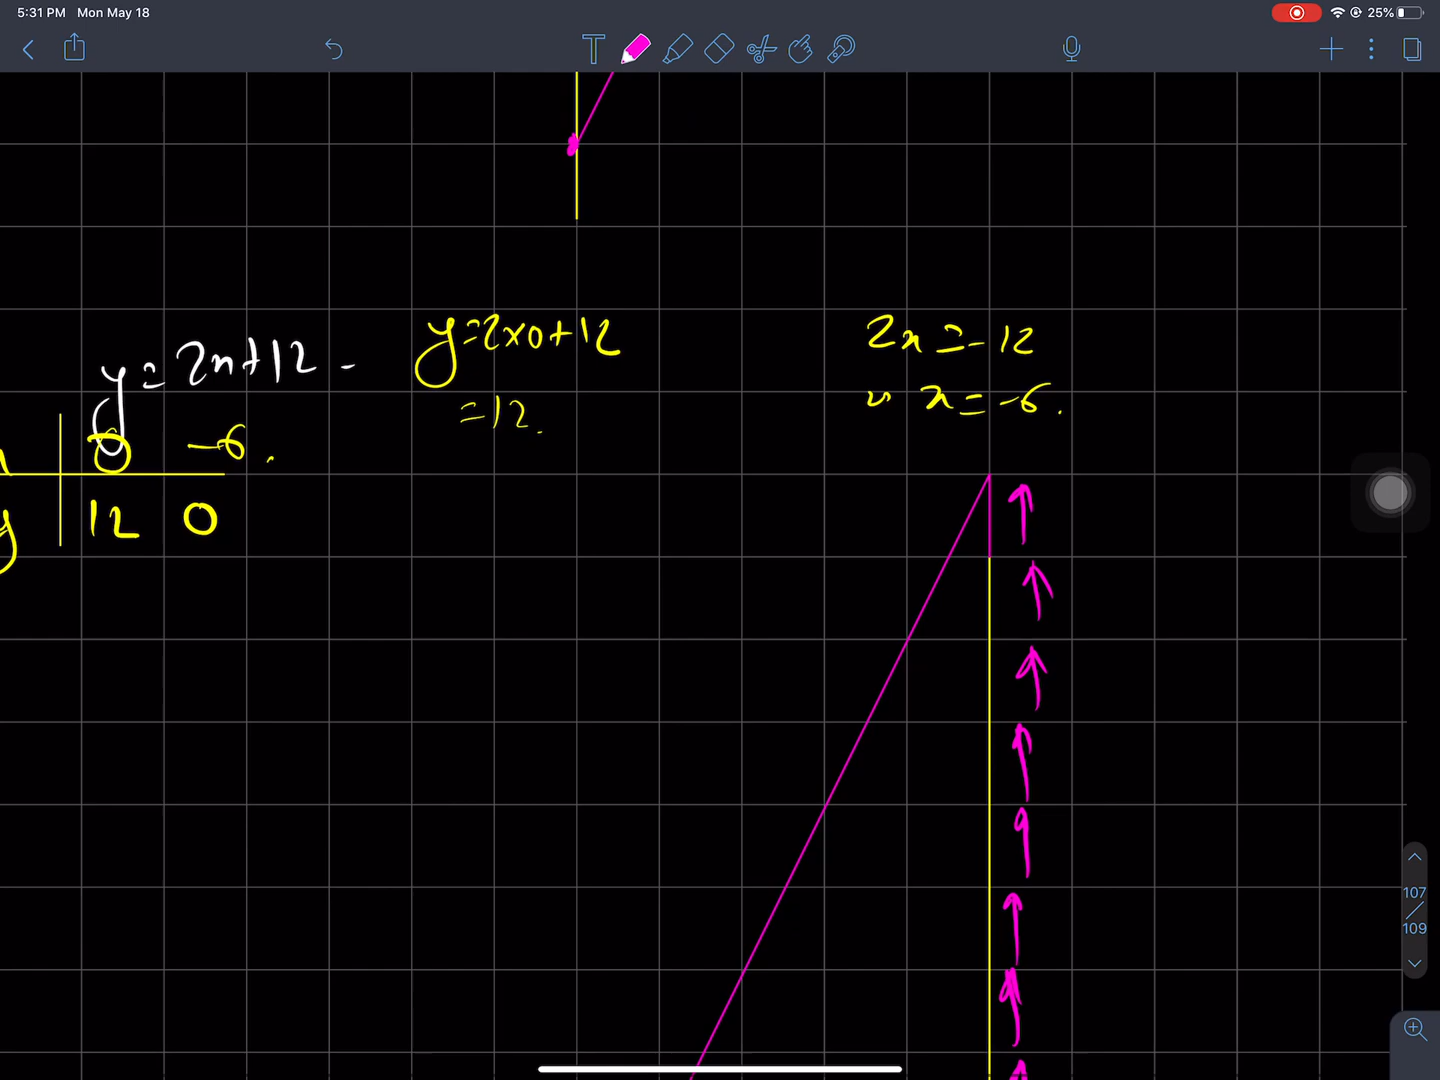 5:31 PM Mon May 18
25%
T
y=2x+12
y=2x0+12
=12.
2x=-12
x=-6.
x 0 -6.
y 12 0
107
109